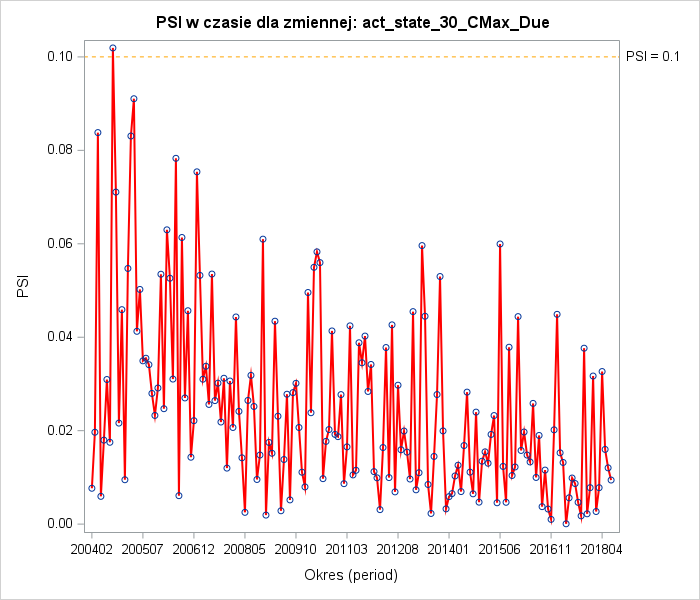 PSI w czasie dla zmiennej: act_state_30_CMax_Due
0.10
PSI = 0.1
0.08
0.06
PSI
0.04
0.02
0.00
200402 200507 200612 200805 200910 201103 201208 201401 201506 201611 201804
Okres (period)